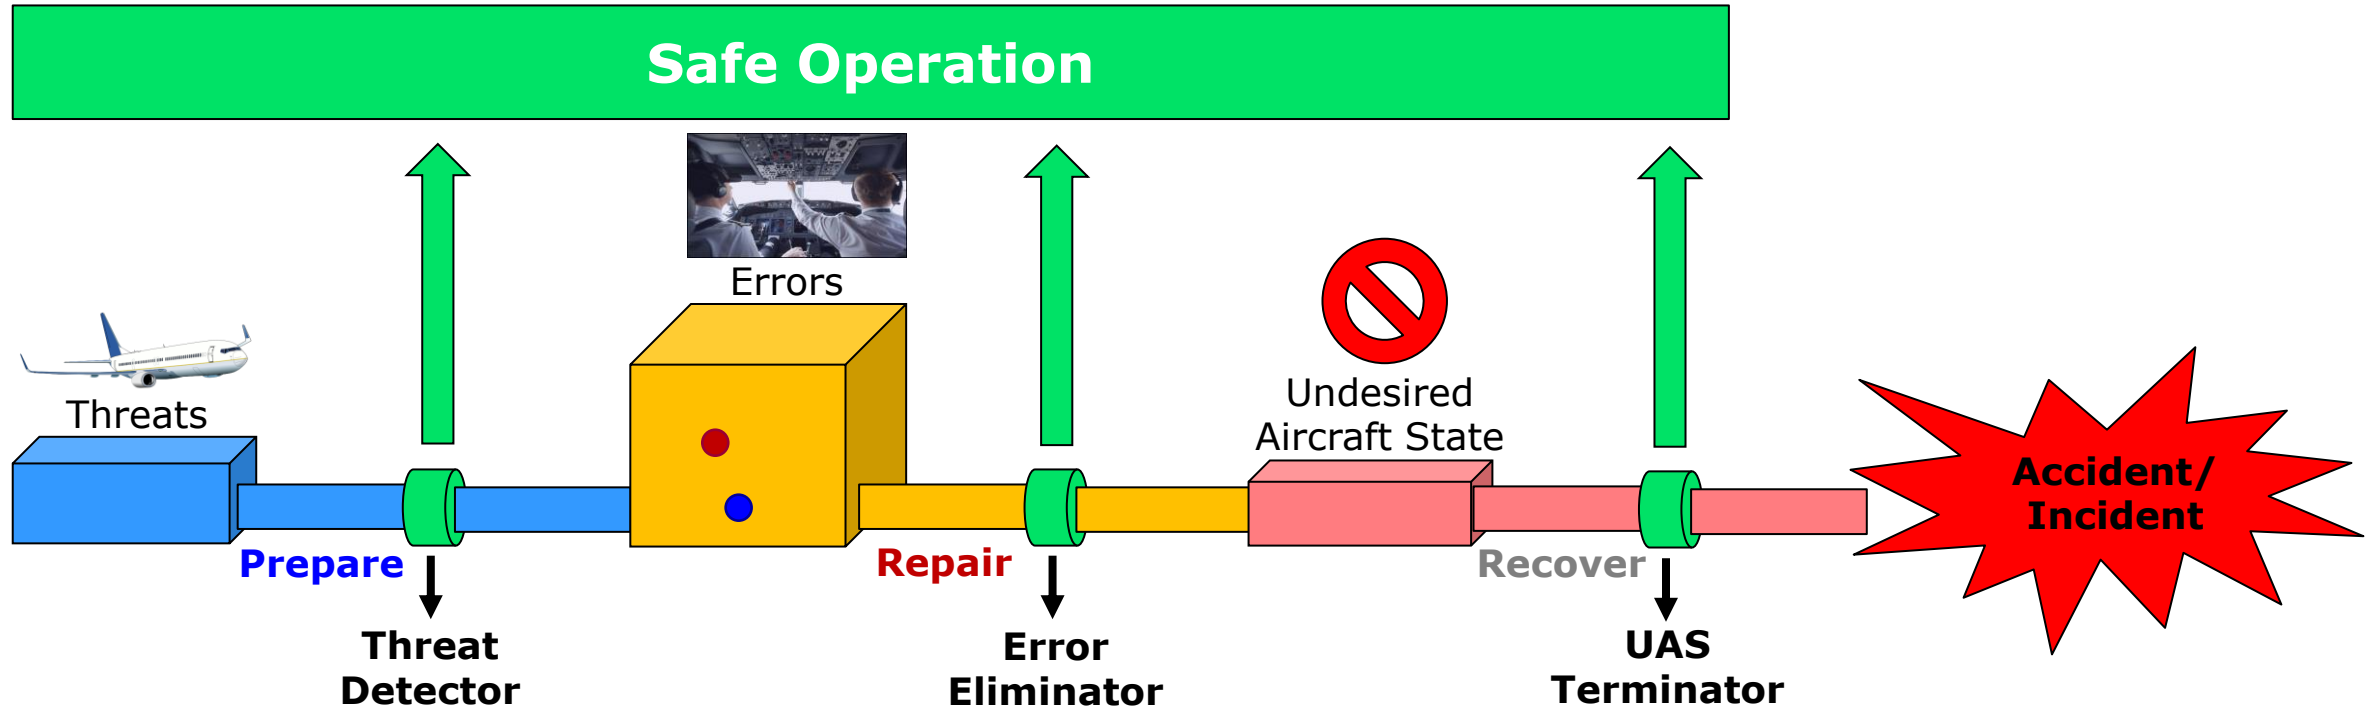 Safe Operation
Errors
Threats
Undesired
Aircraft State
Accident/
Incident
Prepare
Repair
Recover
Threat
Detector
Error
Eliminator
UAS
Terminator